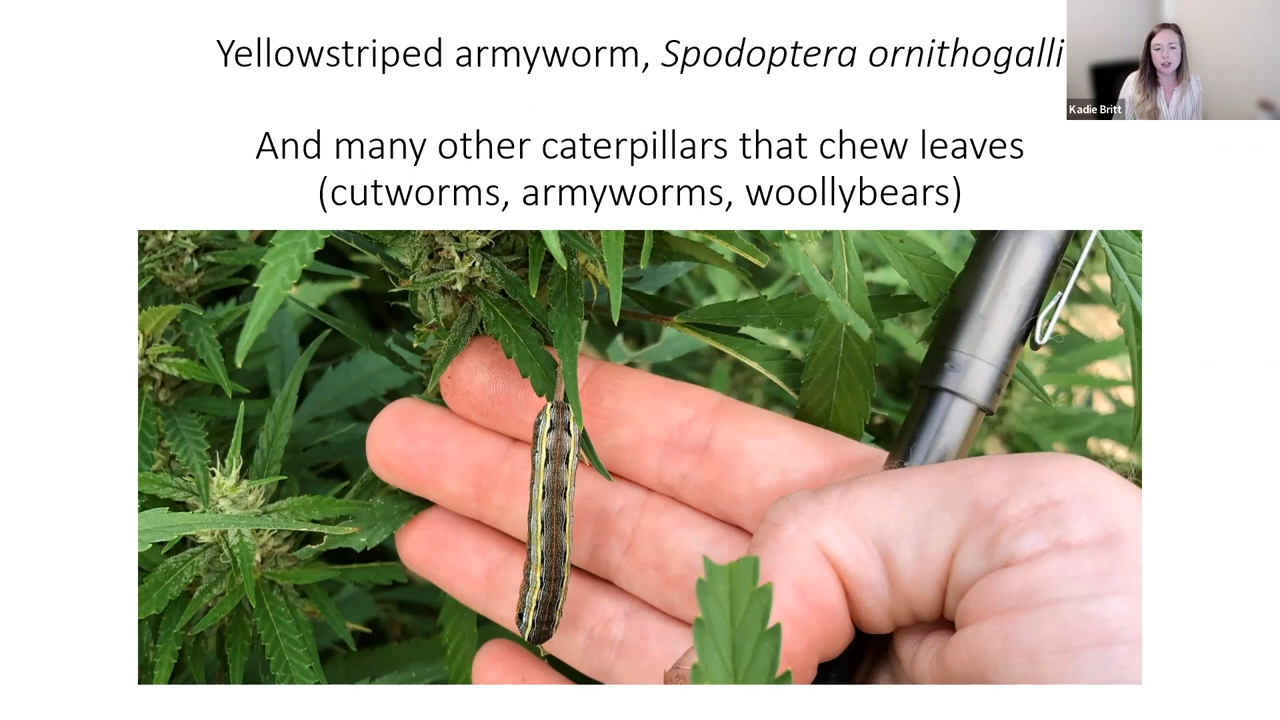 Yellowstriped armyworm, Spodoptera ornithogalli
Kadie Britt
And many other caterpillars that chew leaves
(cutworms, armyworms, woollybears)